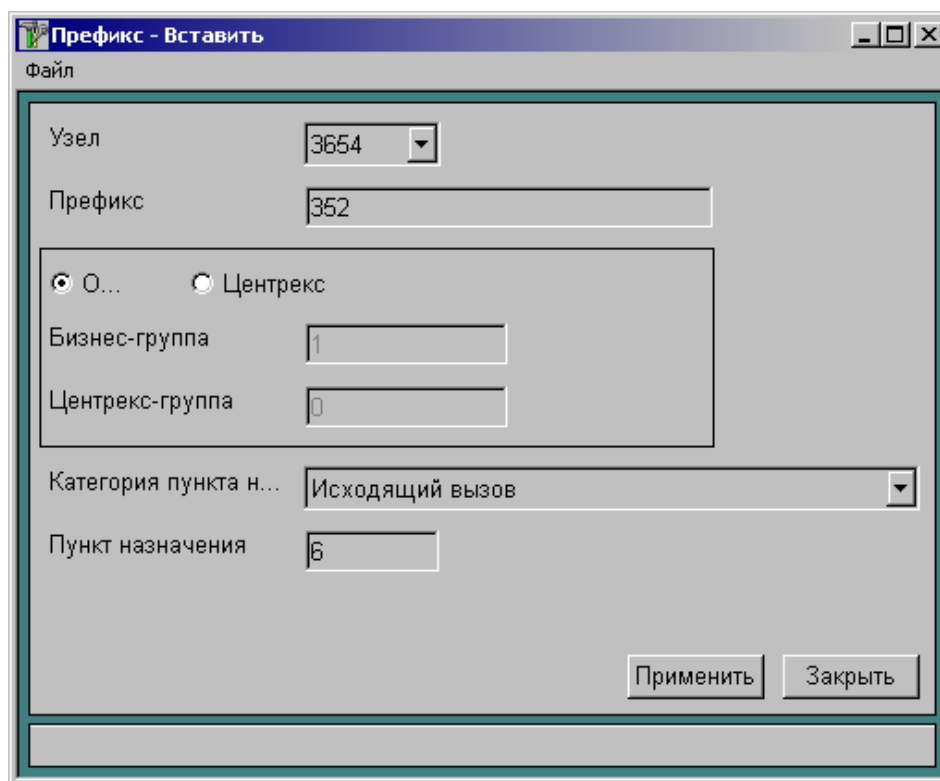 Префикс - Вставить
Файл
Узел 3654
Префикс 352
О... Центрекс
Бизнес-группа 1
Центрекс-группа 0
Категория пункта н... Исходящий вызов
Пункт назначения 6
Применить Закрыть